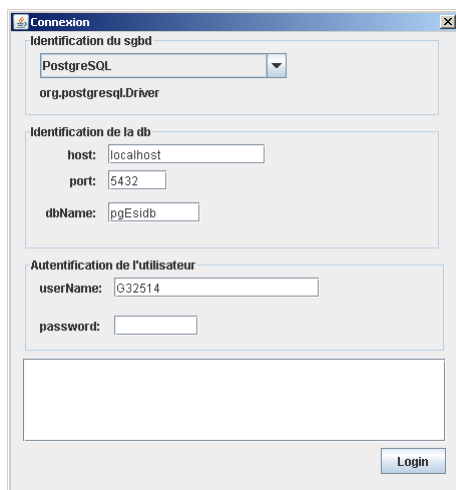 Connexion
Identification du sgbd
PostgreSQL
org.postgresql.Driver
Identification de la db
host: localhost
port: 5432
dbName: pgEsidb
Autentification de l'utilisateur
userName: G32514
password:
Login